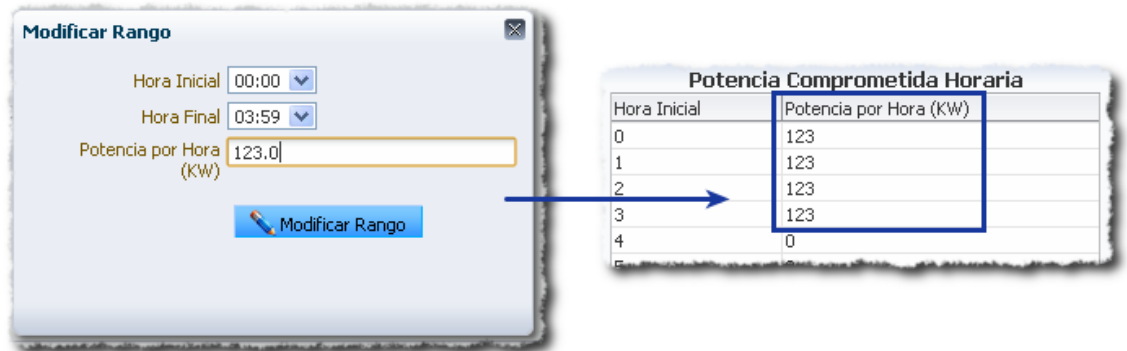 Modificar Rango
Hora Inicial 00:00
Hora Final 03:59
Potencia por Hora (KW) 123.0
Modificar Rango
Potencia Comprometida Horaria
Hora Inicial Potencia por Hora (KW)
0 123
1 123
2 123
3 123
4 0